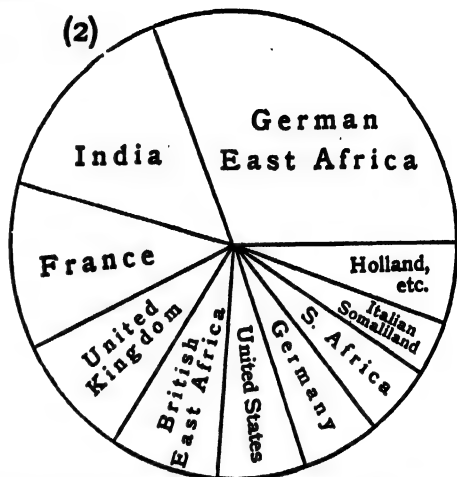 (2)
German
East Africa
India
France
United
Kingdom
British
East Africa
United States
Germany
S. Africa
Italian
Somaliland
Holland,
etc.